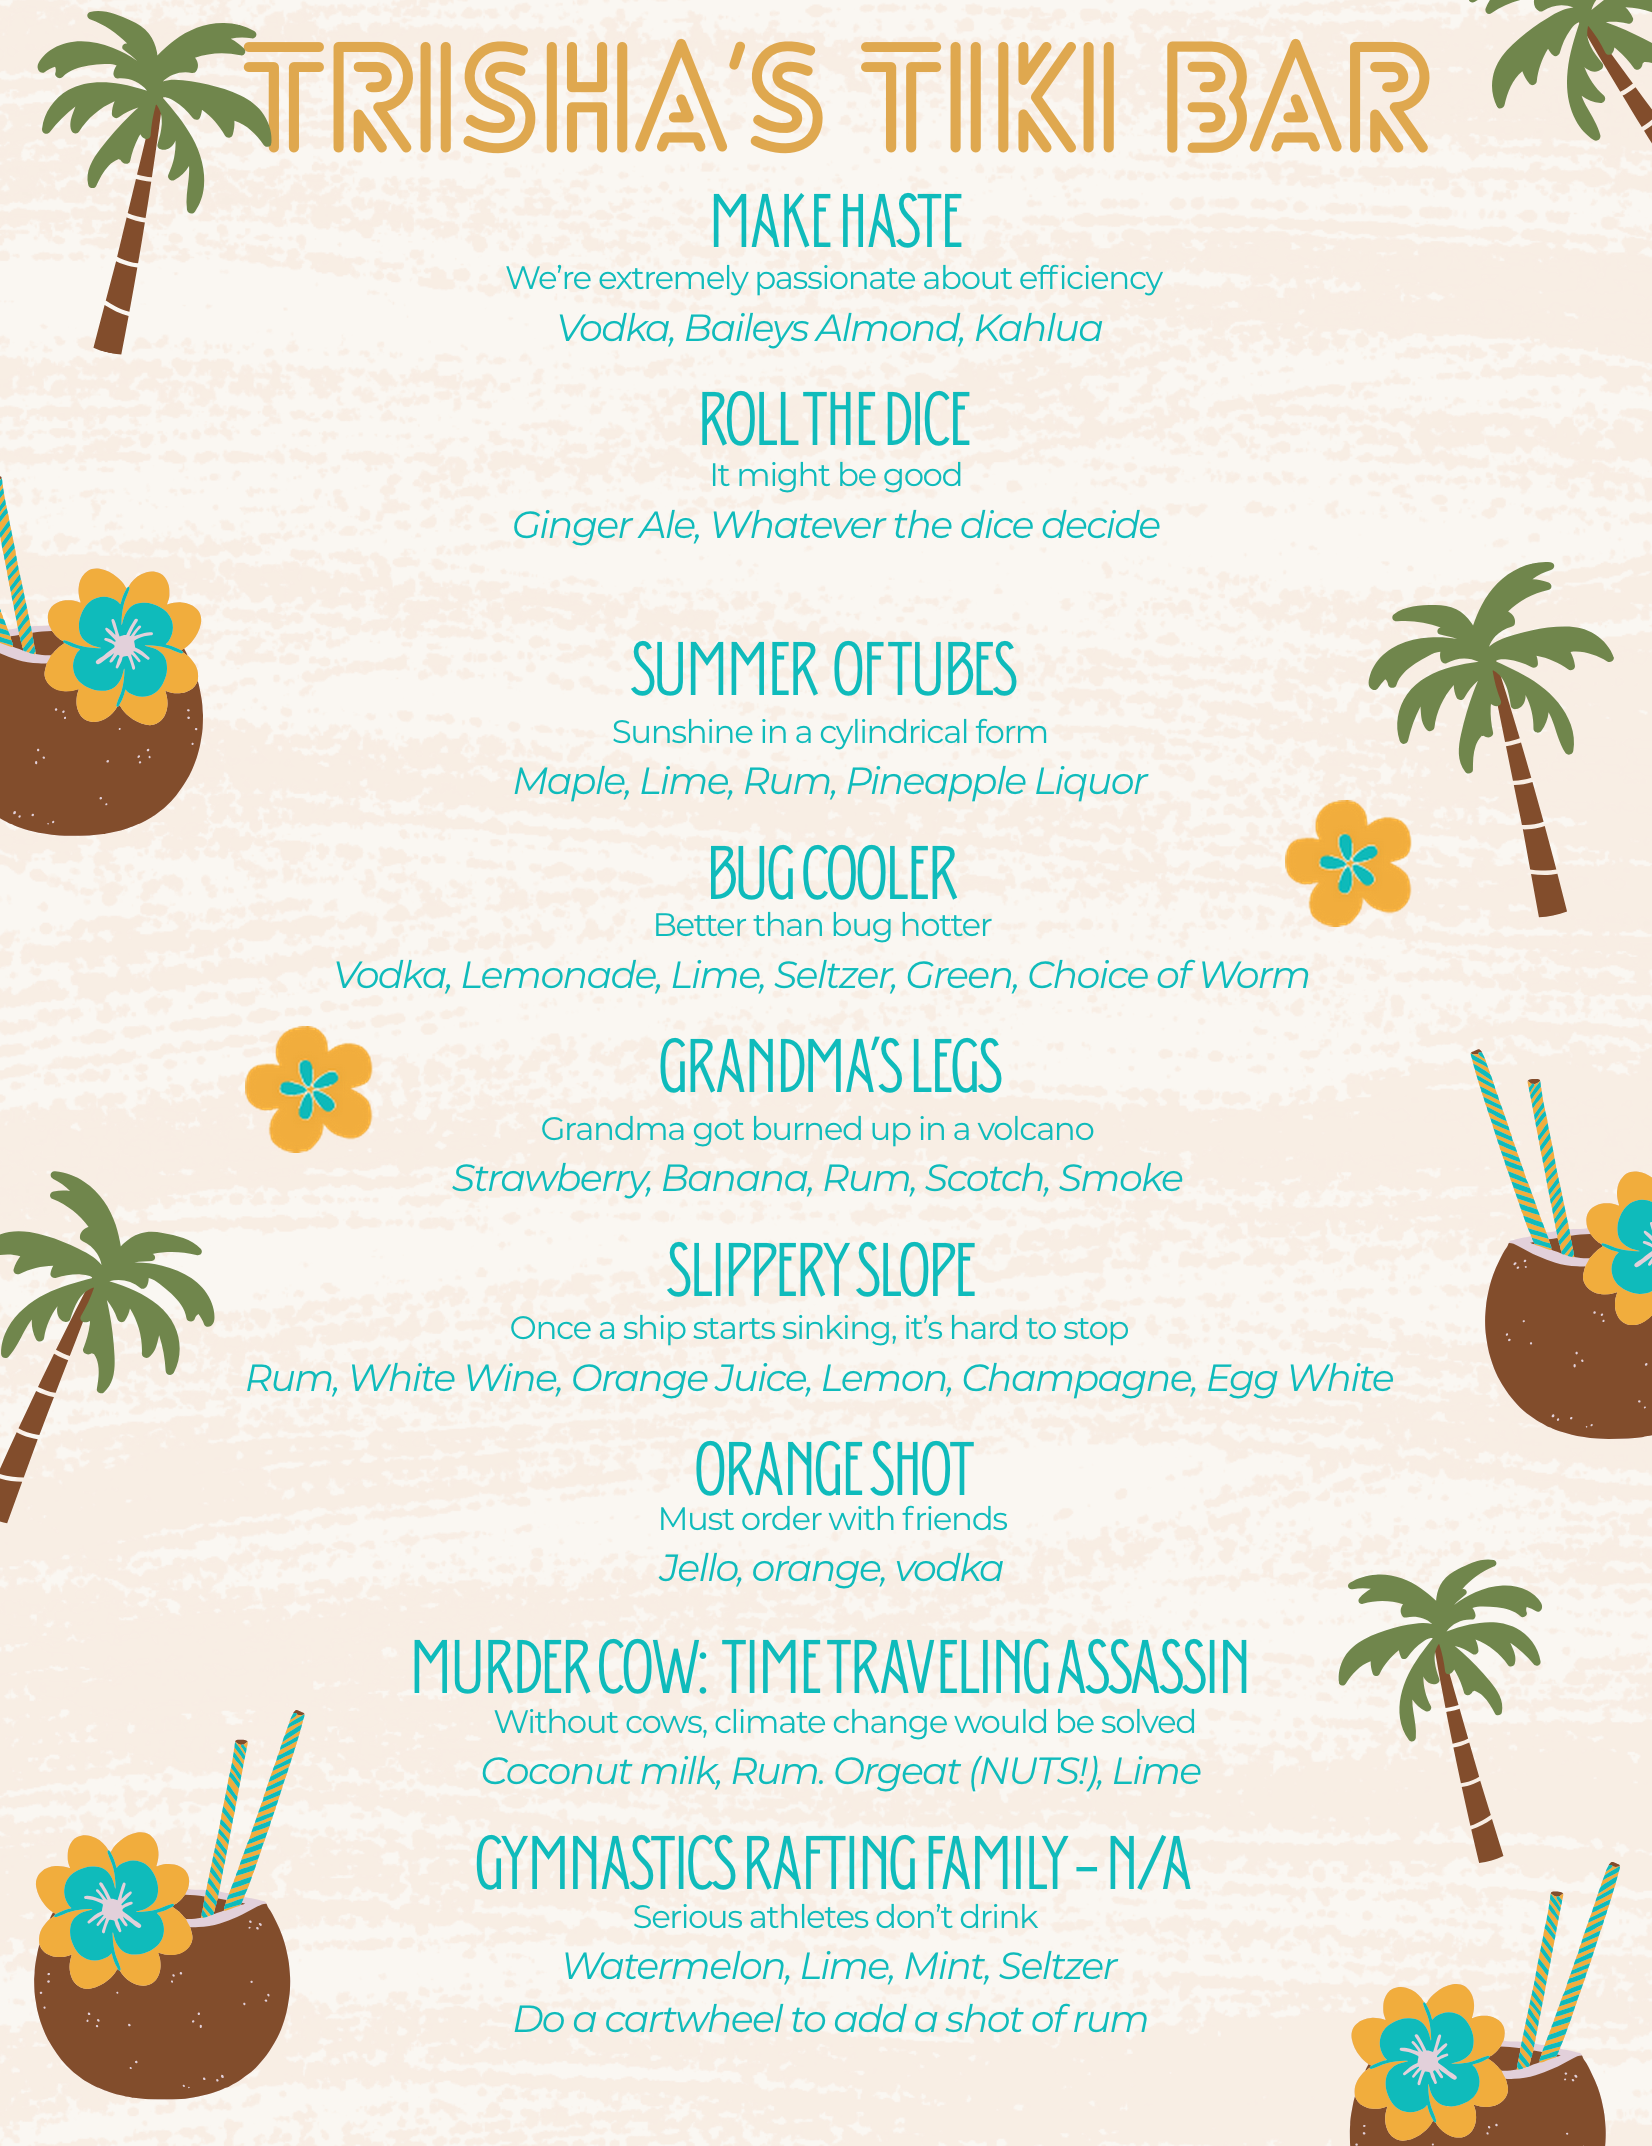 TRISHA'S TIKI BAR
MAKE HASTE
We're extremely passionate about efficiency
Vodka, Baileys Almond, Kahlua
ROLL THE DICE
It might be good
Ginger Ale, Whatever the dice decide
SUMMER OF TUBES
Sunshine in a cylindrical form
Maple, Lime, Rum, Pineapple Liquor
BUG COOLER
Better than bug hotter
Vodka, Lemonade, Lime, Seltzer, Green, Choice of Worm
GRANDMA'S LEGS
Grandma got burned up in a volcano
Strawberry, Banana, Rum, Scotch, Smoke
SLIPPERY SLOPE
Once a ship starts sinking, it's hard to stop
Rum, White Wine, Orange Juice, Lemon, Champagne, Egg White
ORANGE SHOT
Must order with friends
Jello, orange, vodka
MURDER COW: TIME TRAVELING ASSASSIN
Without cows, climate change would be solved
Coconut milk, Rum. Orgeat (NUTS!), Lime
GYMNASTICS RAFTING FAMILY – N/A
Serious athletes don't drink
Watermelon, Lime, Mint, Seltzer
Do a cartwheel to add a shot of rum